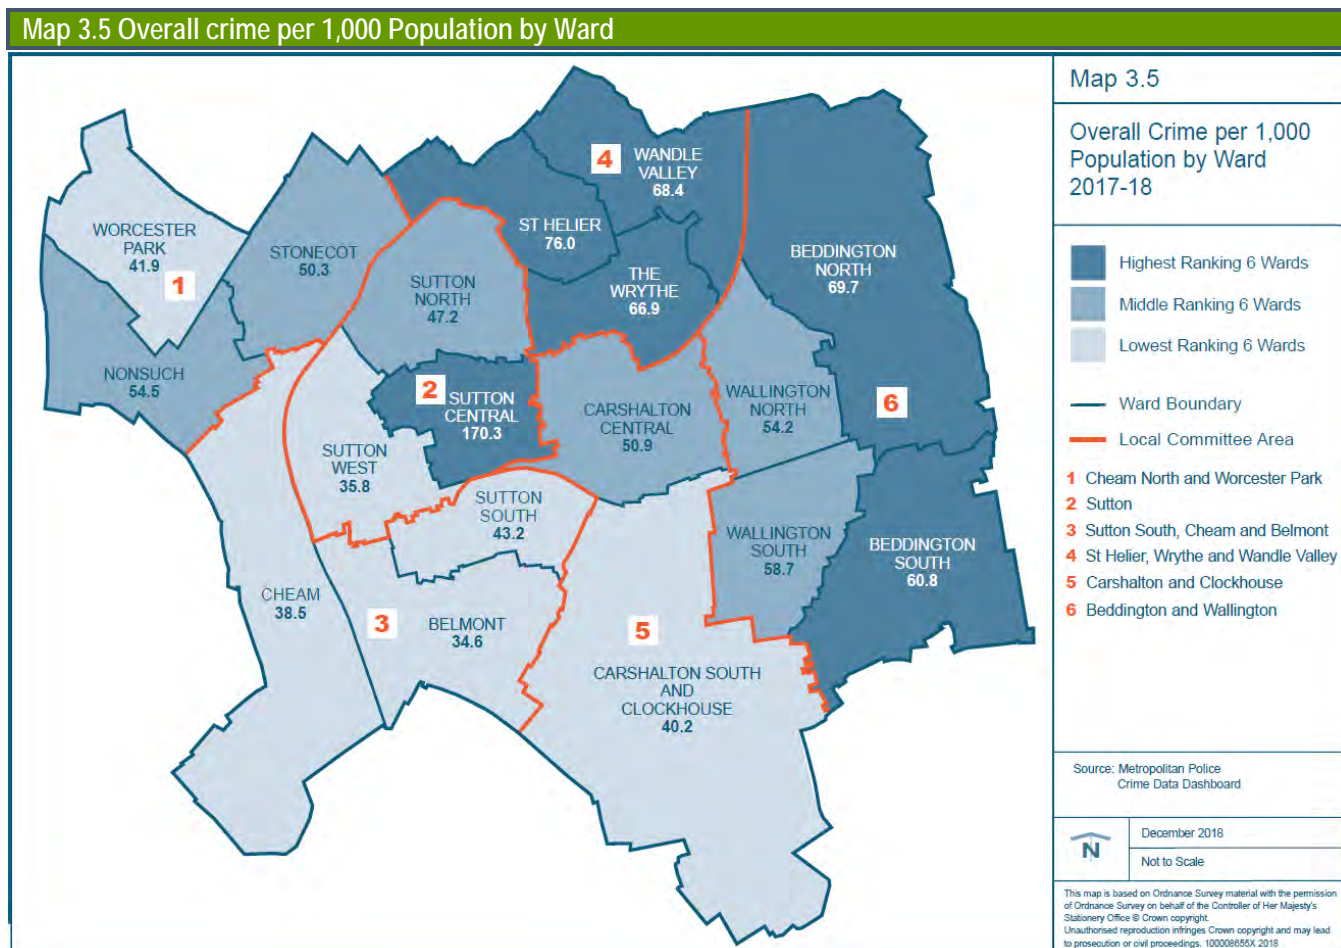 Map 3.5 Overall crime per 1,000 Population by Ward
WORCESTER
PARK
41.9
1
STONECOT
50.3
NONSUCH
54.5
SUTTON
NORTH
47.2
ST HELIER
76.0
4
WANDLE
VALLEY
68.4
THE
WRYTHE
66.9
BEDDINGTON
NORTH
69.7
2
SUTTON
CENTRAL
170.3
SUTTON
WEST
35.8
CARSHALTON
CENTRAL
50.9
WALLINGTON
NORTH
54.2
6
SUTTON
SOUTH
43.2
WALLINGTON
SOUTH
58.7
BEDDINGTON
SOUTH
60.8
CHEAM
38.5
3
BELMONT
34.6
5
CARSHALTON SOUTH
AND
CLOCKHOUSE
40.2
Map 3.5
Overall Crime per 1,000
Population by Ward
2017-18
Highest Ranking 6 Wards
Middle Ranking 6 Wards
Lowest Ranking 6 Wards
Ward Boundary
Local Committee Area
1 Cheam North and Worcester Park
2 Sutton
3 Sutton South, Cheam and Belmont
4 St Helier, Wrythe and Wandle Valley
5 Carshalton and Clockhouse
6 Beddington and Wallington
Source: Metropolitan Police
Crime Data Dashboard
N
December 2018
Not to Scale
This map is based on Ordnance Survey material with the permission
of Ordnance Survey on behalf of the Controller of Her Majesty's
Stationery Office © Crown copyright.
Unauthorised reproduction infringes Crown copyright and may lead
to prosecution or civil proceedings. 100008655X 2018